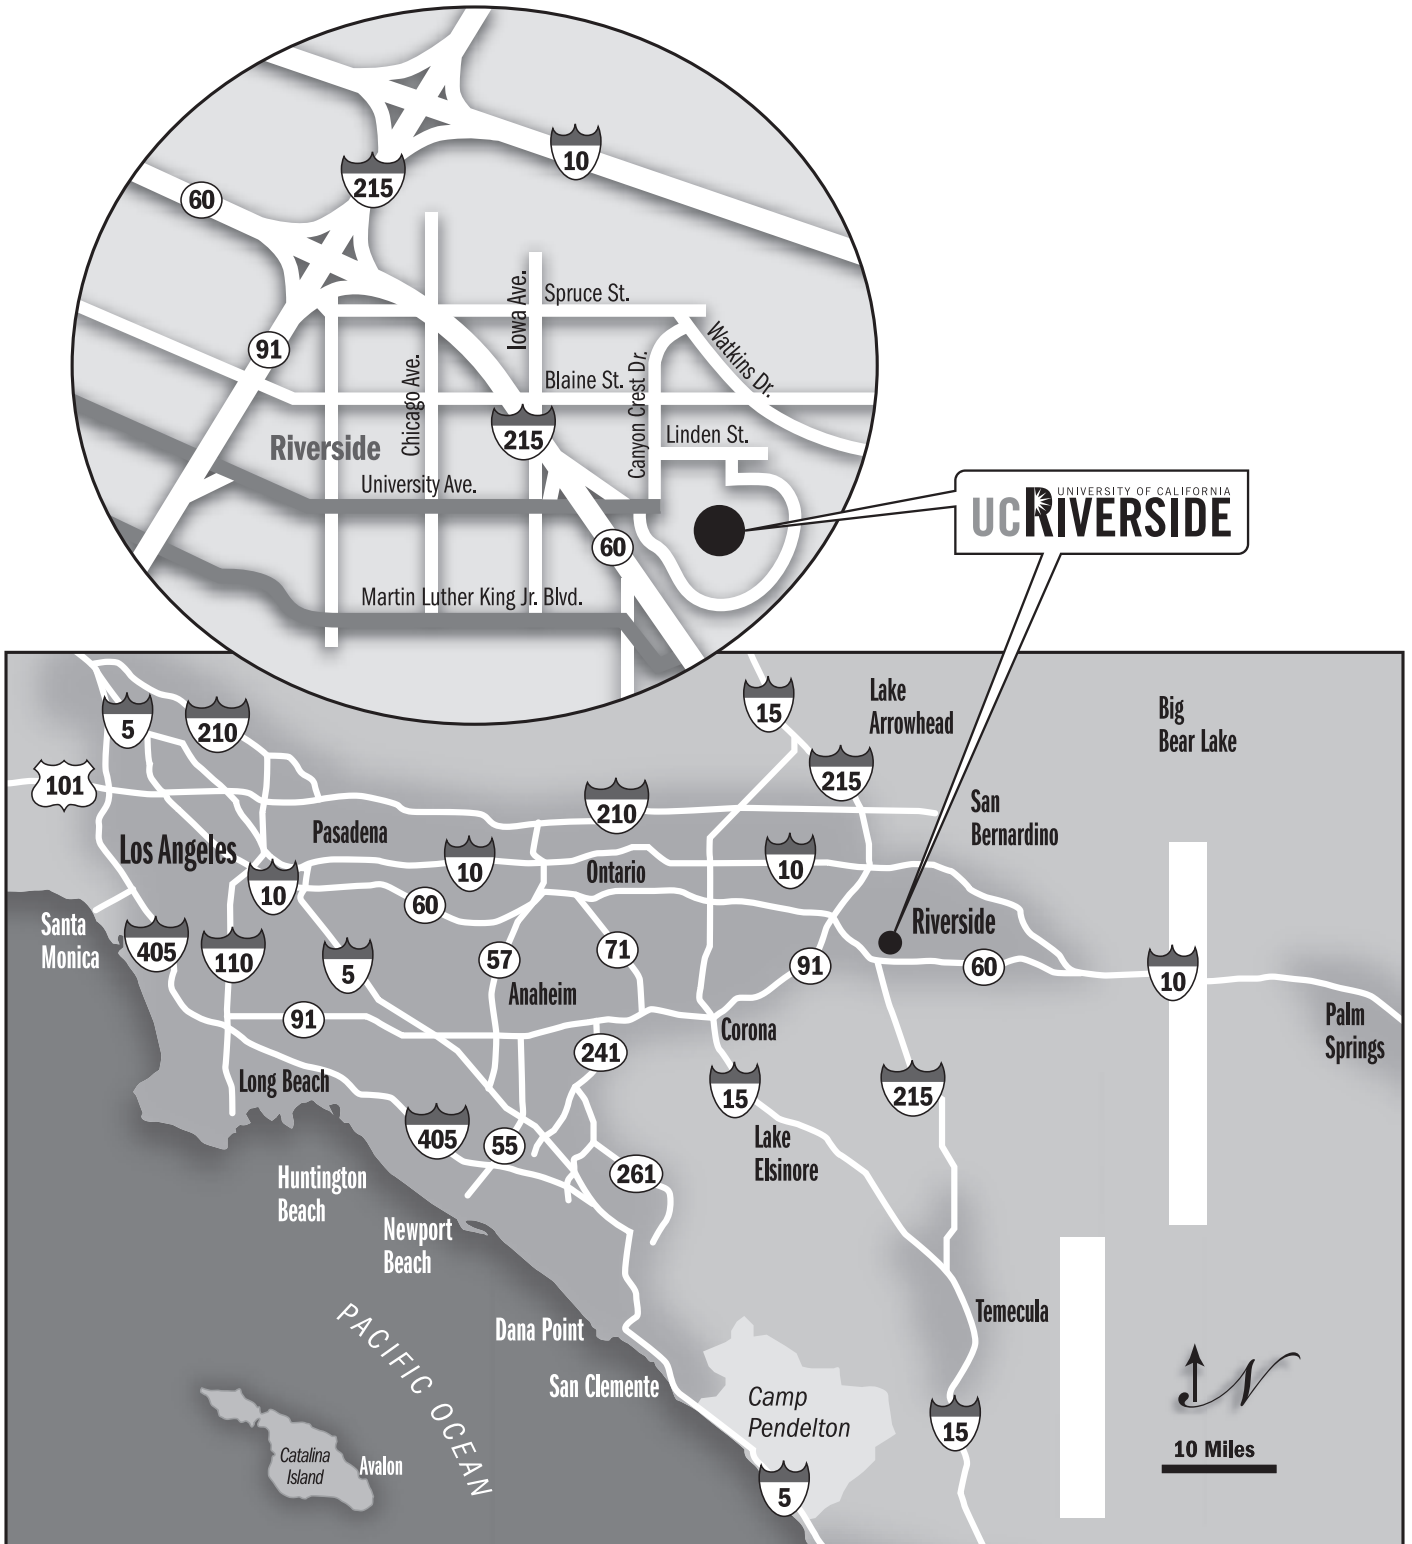 10
215
60
Iowa Ave.
Spruce St.
Watkins Dr.
91
Chicago Ave.
Blaine St.
Canyon Crest Dr.
215
Linden St.
Riverside
University Ave.
UNIVERSITY OF CALIFORNIA
UCRIVERSIDE
60
Martin Luther King Jr. Blvd.
5
210
15
Lake
Arrowhead
Big
Bear Lake
101
215
210
San
Bernardino
Pasadena
Los Angeles
10
10
Ontario
10
60
Santa
Monica
405
110
5
57
71
91
Riverside
60
10
Anaheim
91
Corona
Palm
Springs
241
Long Beach
15
215
405
55
Lake
Elsinore
261
Huntington
Beach
Newport
Beach
Temecula
PACIFIC OCEAN
Dana Point
San Clemente
Camp
Pendelton
N
15
10 Miles
Catalina
Island
Avalon
5